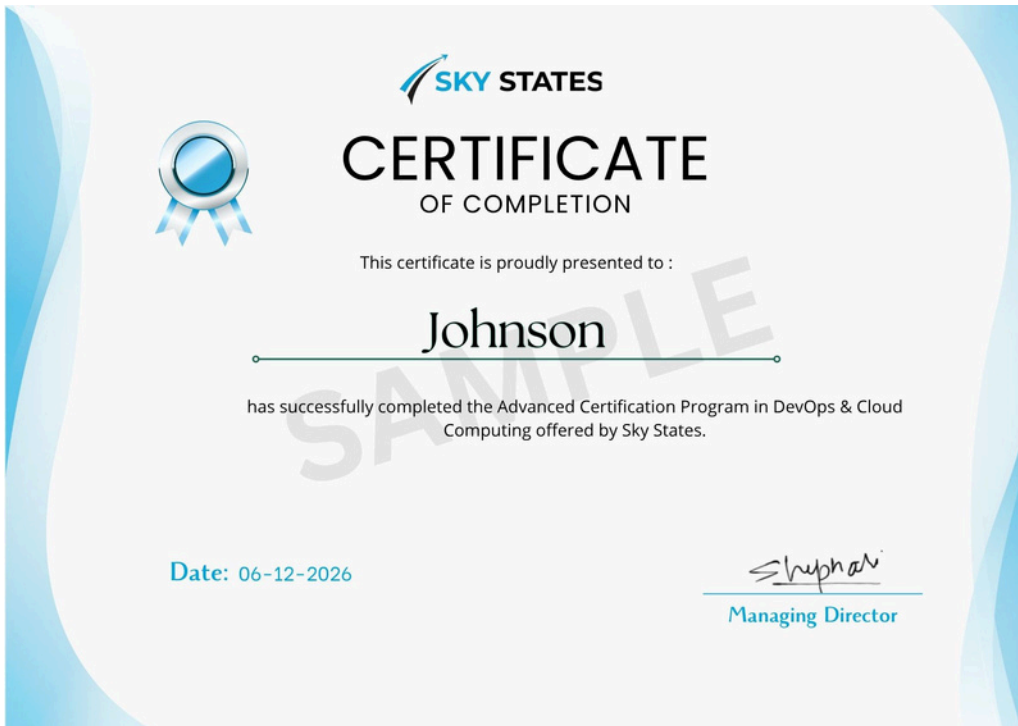 SKY STATES
CERTIFICATE
OF COMPLETION
This certificate is proudly presented to :
Johnson
SAMPLE
has successfully completed the Advanced Certification Program in DevOps & Cloud
Computing offered by Sky States.
Date: 06-12-2026
Managing Director